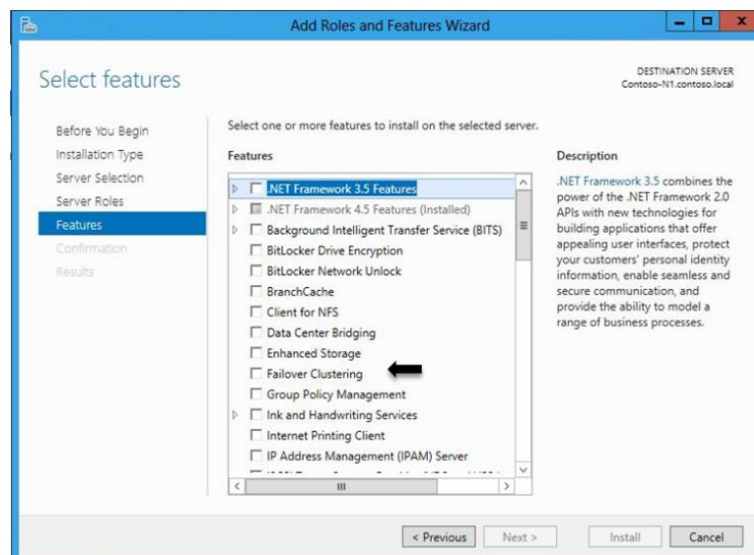 Add Roles and Features Wizard
Select features
DESTINATION SERVER
Contoso-N1.contoso.local
Before You Begin
Installation Type
Server Selection
Server Roles
Features
Confirmation
Results
Select one or more features to install on the selected server.
Features
.NET Framework 3.5 Features
.NET Framework 4.5 Features (Installed)
Background Intelligent Transfer Service (BITS)
BitLocker Drive Encryption
BitLocker Network Unlock
BranchCache
Client for NFS
Data Center Bridging
Enhanced Storage
Failover Clustering
Group Policy Management
Ink and Handwriting Services
Internet Printing Client
IP Address Management (IPAM) Server
Description
.NET Framework 3.5 combines the
power of the .NET Framework 2.0
APIs with new technologies for
building applications that offer
appealing user interfaces, protect
your customers' personal identity
information, enable seamless and
secure communication, and
provide the ability to model a
range of business processes.
< Previous
Next >
Install
Cancel